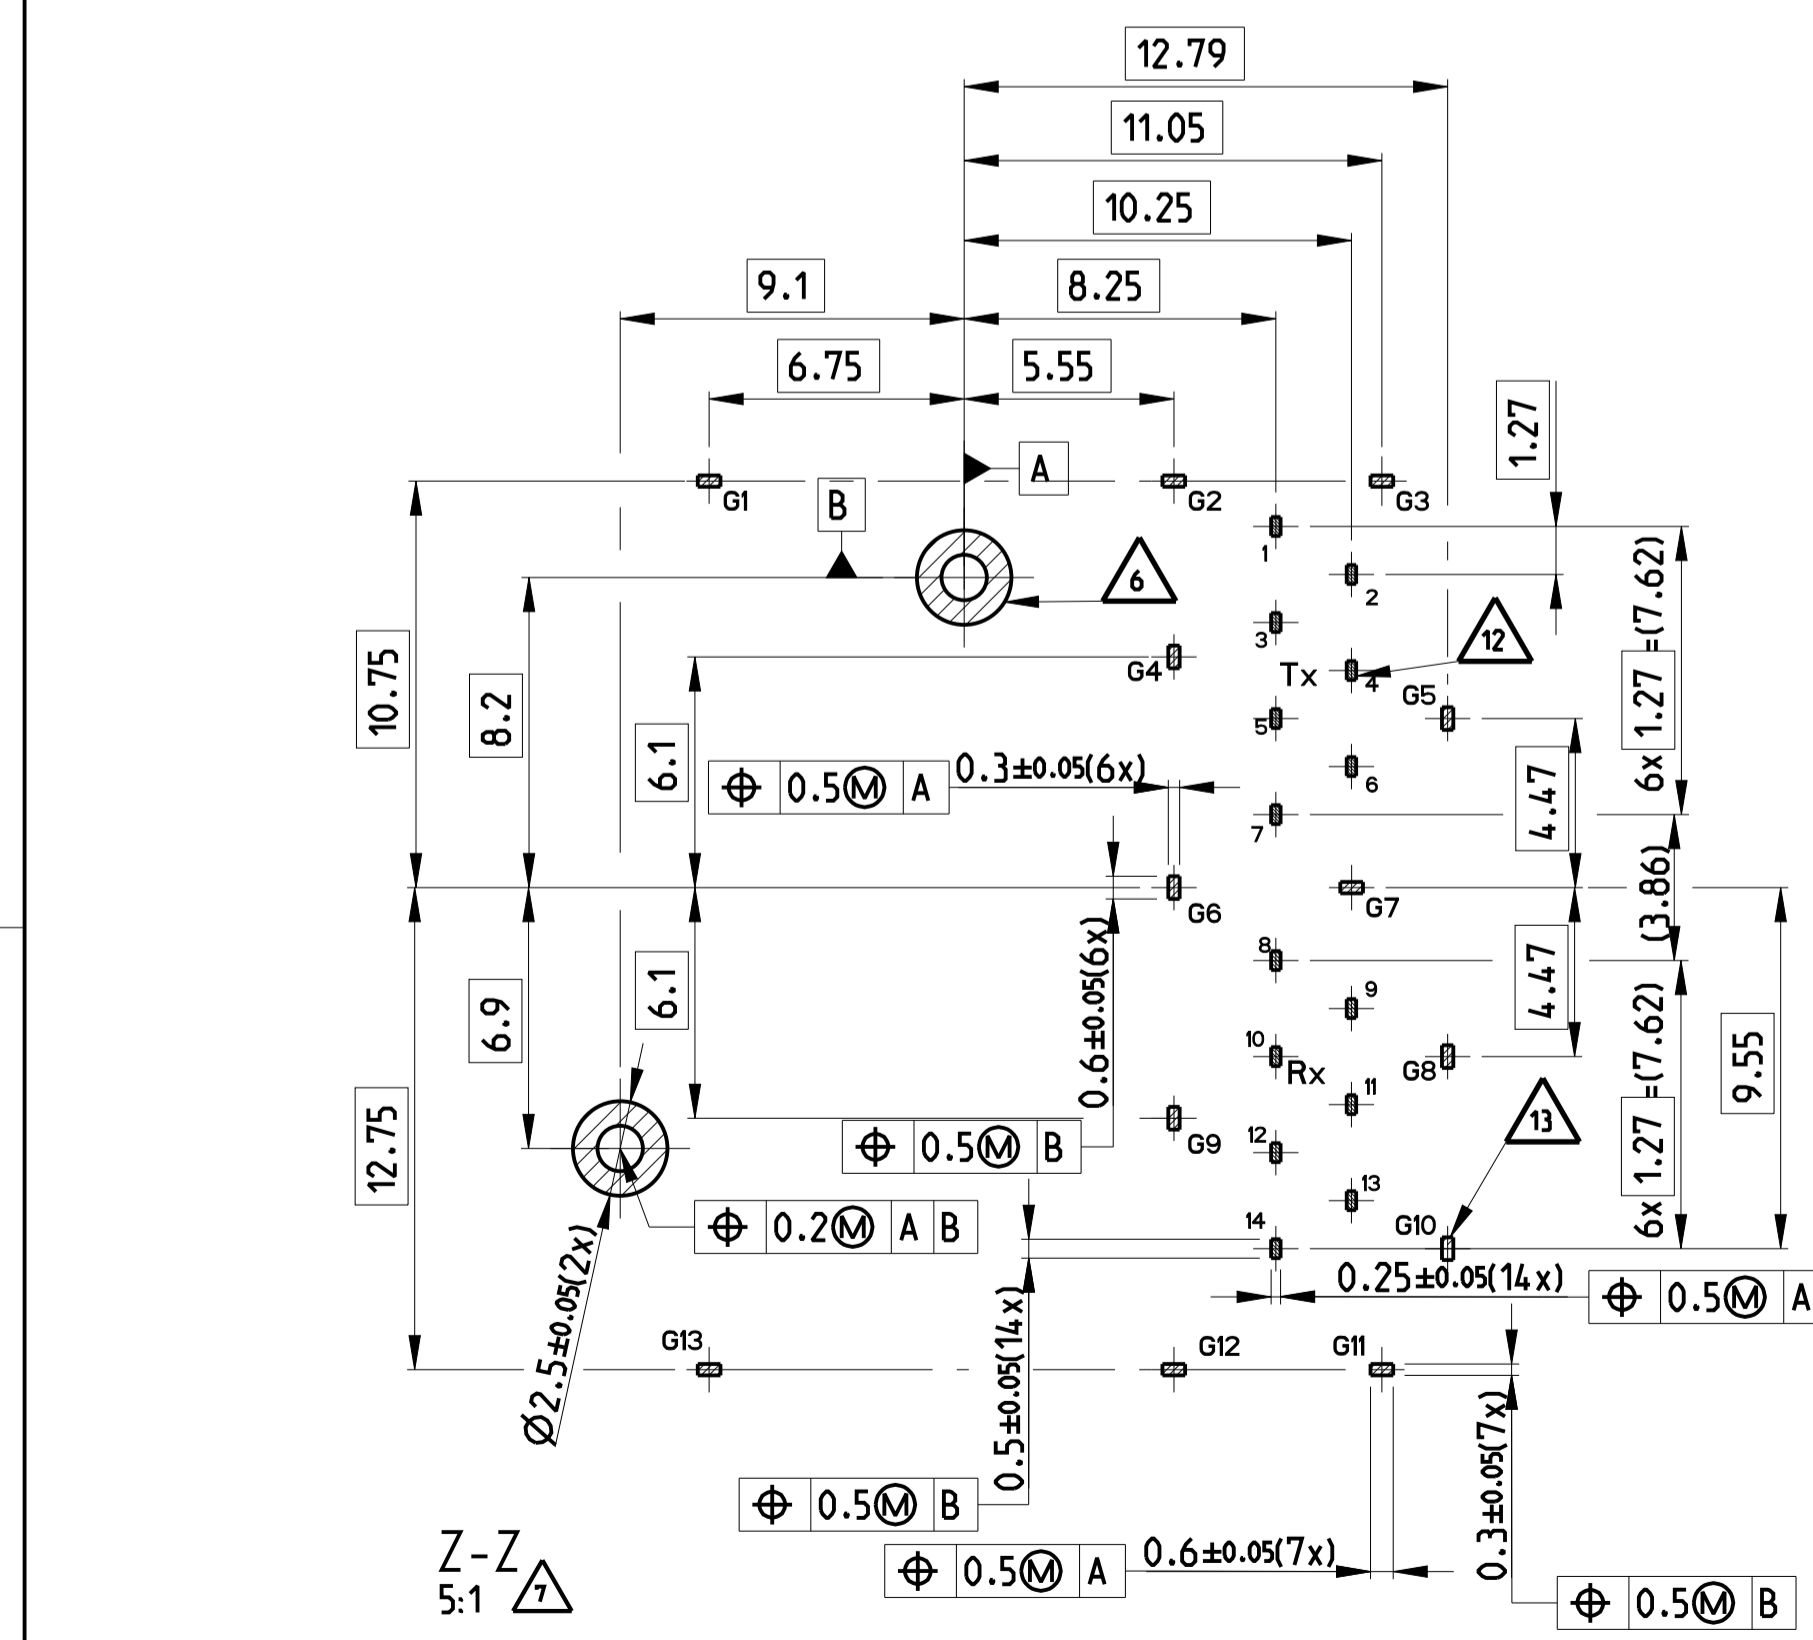 12.79
11.05
10.25
9.1
8.25
6.75
5.55
1.27
A
B
G1
G2
G3
1
6
2
3
12
G4
Tx
4
G5
5
6x 1.27 =(7.62)
10.75
8.2
6.1
0.5 Ⓜ A
0.3±0.05(6x)
6
7
4.47
(3.86)
G6
G7
8
0.6±0.05(6x)
9
4.47
6.9
6.1
10
Rx
G8
11
9.55
6x 1.27 =(7.62)
13
12.75
0.5 Ⓜ B
G9
12
13
0.2 Ⓜ A B
14
G10
0.25±0.05(14x)
0.5 Ⓜ A
Ø2.5±0.05(2x)
G13
G12
G11
0.5±0.05(14x)
0.3±0.05(7x)
0.5 Ⓜ B
Z-Z
5:1
7
0.5 Ⓜ A
0.6±0.05(7x)
0.5 Ⓜ B